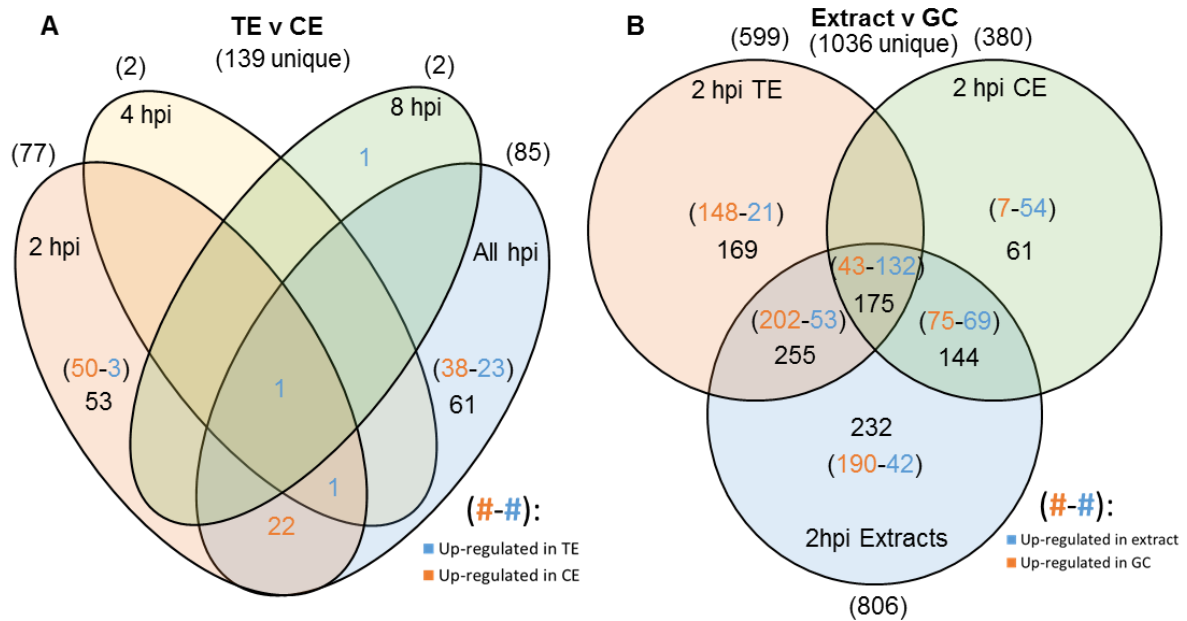 A
TE v CE
(139 unique)
(2)
(2)
4 hpi
8 hpi
(77)
(85)
1
2 hpi
All hpi
(50-3)
53
1
(38-23)
61
1
22
(#-#):
Up-regulated in TE
Up-regulated in CE
B
Extract v GC
(1036 unique)
(599)
(380)
2 hpi TE
2 hpi CE
(148-21)
169
(7-54)
61
(43-132)
175
(202-53)
255
(75-69)
144
232
(190-42)
2hpi Extracts
(#-#):
Up-regulated in extract
Up-regulated in GC
(806)